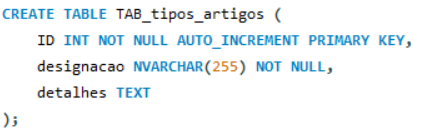 CREATE TABLE TAB_tipos_artigos (
    ID INT NOT NULL AUTO_INCREMENT PRIMARY KEY,
    designacao NVARCHAR(255) NOT NULL,
    detalhes TEXT
);